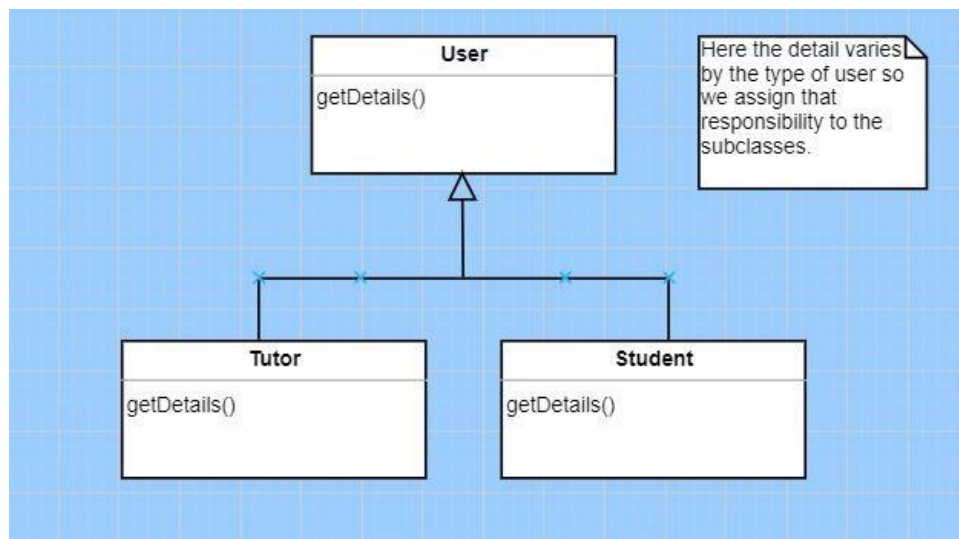 User
getDetails()
Here the detail varies
by the type of user so
we assign that
responsibility to the
subclasses.
Tutor
getDetails()
Student
getDetails()